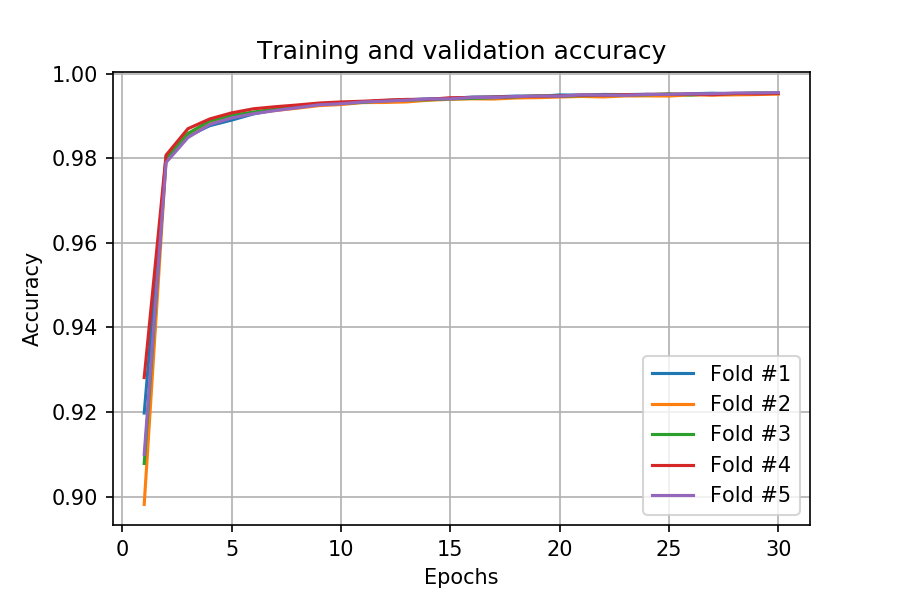 Training and validation accuracy
Accuracy
1.00
0.98
0.96
0.94
0.92
0.90
0 5 10 15 20 25 30
Epochs
Fold #1
Fold #2
Fold #3
Fold #4
Fold #5